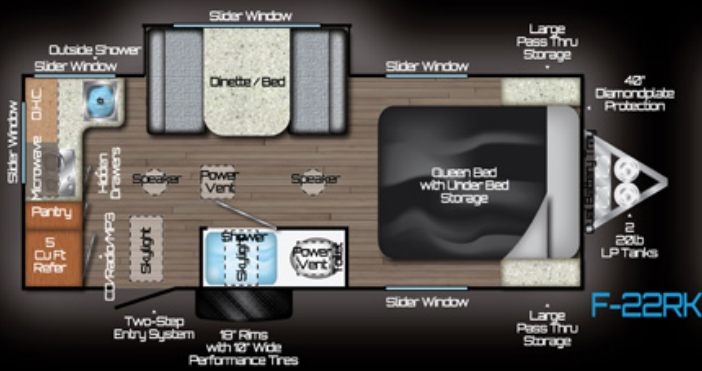 Slider Window
Outside Shower
Slider Window
Slider Window
O.H.C
Microwave
Hidden
Drawers
Pantry
5
Cu Ft
Refer
CD/Radio/MP3
Dinette / Bed
Speaker
Power
Vent
Speaker
Skylight
Shower
Skylight
Power
Vent
Toilet
Slider Window
Queen Bed
with Under Bed
Storage
Slider Window
Large
Pass Thru
Storage
40"
Diamondplate
Protection
2
20lb
LP Tanks
F-22RK
Large
Pass Thru
Storage
Two-Step
Entry System
18" Rims
with 10" Wide
Performance Tires